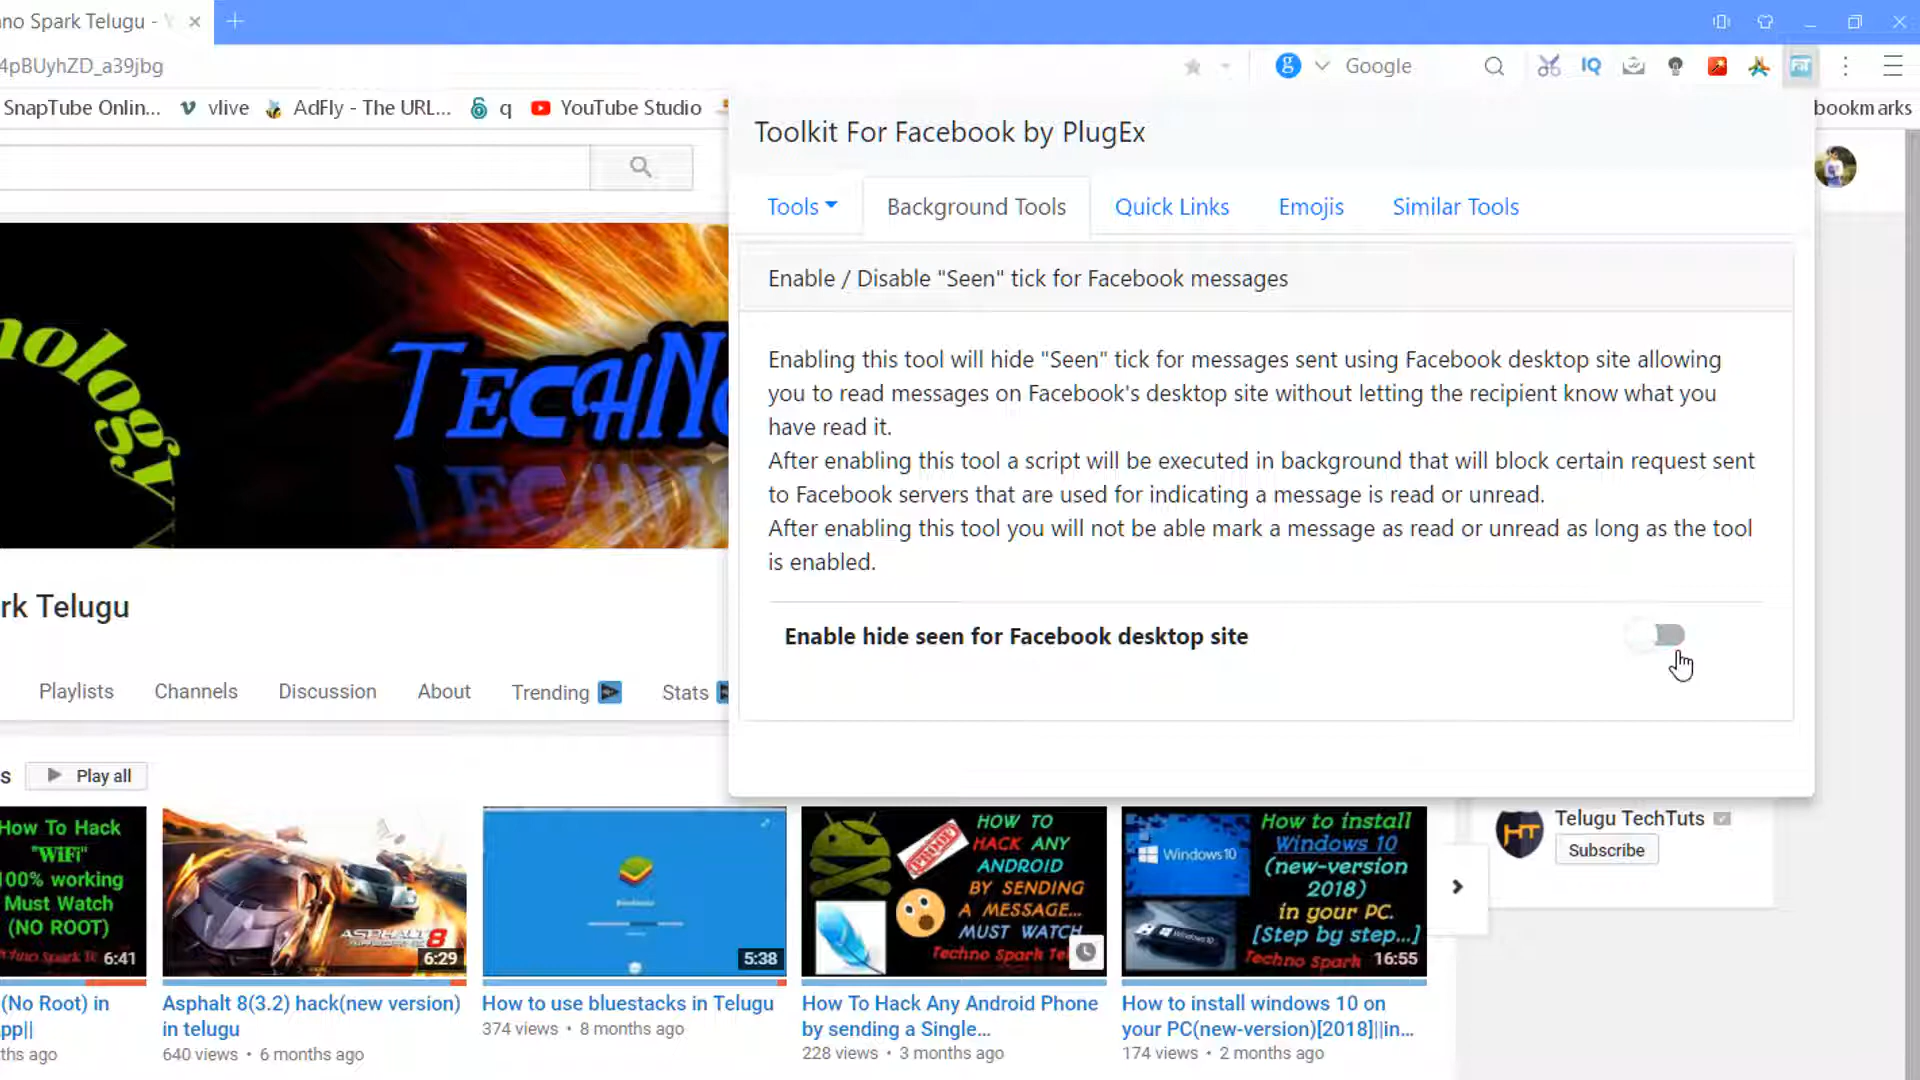 no Spark Telugu - Y
4pBUyhZD_a39jbg
g Google IQ
SnapTube Onlin... vlive AdFly - The URL... q YouTube Studio bookmarks
Toolkit For Facebook by PlugEx
Tools Background Tools Quick Links Emojis Similar Tools
Enable / Disable "Seen" tick for Facebook messages
Enabling this tool will hide "Seen" tick for messages sent using Facebook desktop site allowing
you to read messages on Facebook's desktop site without letting the recipient know what you
have read it.
After enabling this tool a script will be executed in background that will block certain request sent
to Facebook servers that are used for indicating a message is read or unread.
After enabling this tool you will not be able mark a message as read or unread as long as the tool
is enabled.
Enable hide seen for Facebook desktop site
nology
TECHN
rk Telugu
Playlists Channels Discussion About Trending Stats
s Play all
How To Hack
"WiFi"
100% working
Must Watch
(NO ROOT)
6:41
(No Root) in
pp||
ths ago
ASPHALT 8
6:29
Asphalt 8(3.2) hack(new version)
in telugu
640 views • 6 months ago
5:38
How to use bluestacks in Telugu
374 views • 8 months ago
HOW TO
HACK ANY
ANDROID
BY SENDING
A MESSAGE...
MUST WATCH
Techno Spark Tel
How To Hack Any Android Phone
by sending a Single...
228 views • 3 months ago
Windows 10
How to install
Windows 10
(new-version
2018)
in your PC.
[Step by step...]
Techno Spark
16:55
How to install windows 10 on
your PC(new-version)[2018]||in...
174 views • 2 months ago
HT
Telugu TechTuts
Subscribe